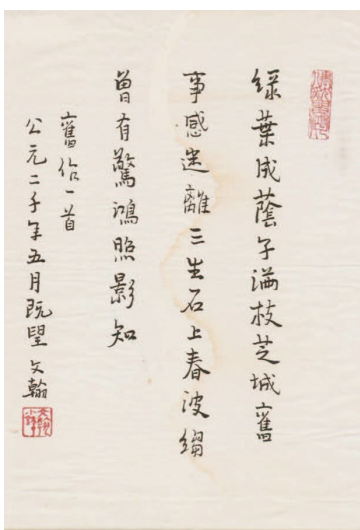 綠葉成蔭子滿枝芝城舊
事感迷離三生石上春波縐
曾有驚鴻照影知
舊作一首
公元二千年五月既望文翰